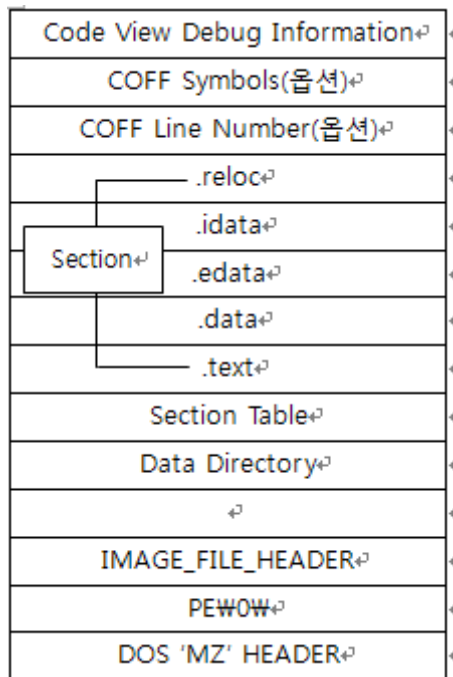 Code View Debug Information↵
COFF Symbols(옵션)↵
COFF Line Number(옵션)↵
.reloc↵
.idata↵
Section↵
.edata↵
.data↵
.text↵
Section Table↵
Data Directory↵
↵
IMAGE_FILE_HEADER↵
PE₩0₩↵
DOS 'MZ' HEADER↵